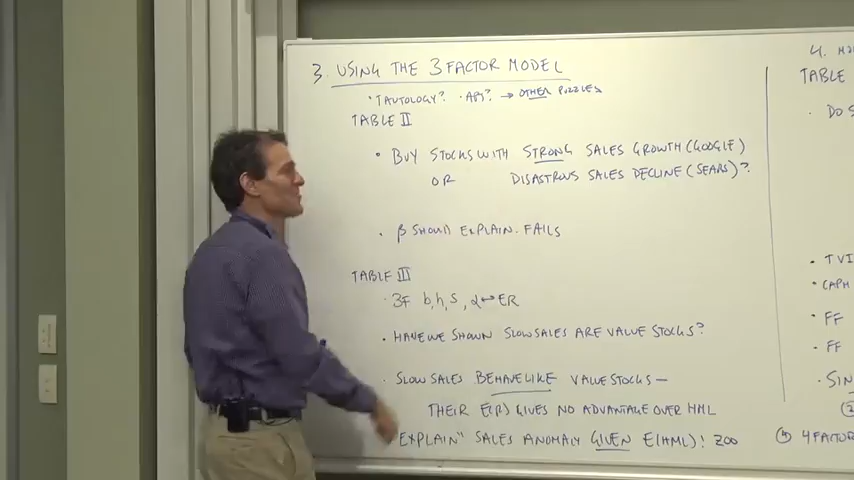 3. USING THE 3 FACTOR MODEL
• TAUTOLOGY? • APT? → OTHER PUZZLES
TABLE II
• BUY STOCKS WITH STRONG SALES GROWTH (GOOGLE)
OR DISASTROUS SALES DECLINE (SEARS)?
• β SHOULD EXPLAIN. FAILS
TABLE III
• 3F b, h, s, α ↔ ER
• HAVE WE SHOWN SLOW SALES ARE VALUE STOCKS?
• SLOW SALES BEHAVE LIKE VALUE STOCKS —
THEIR E(R) GIVES NO ADVANTAGE OVER HML
EXPLAIN" SALES ANOMALY GIVEN E(HML)! ZOO
4.
TABLE
• DO S
• TVI
• CAPM
• FF
• FF
• SIN
④ 4 FACTOR